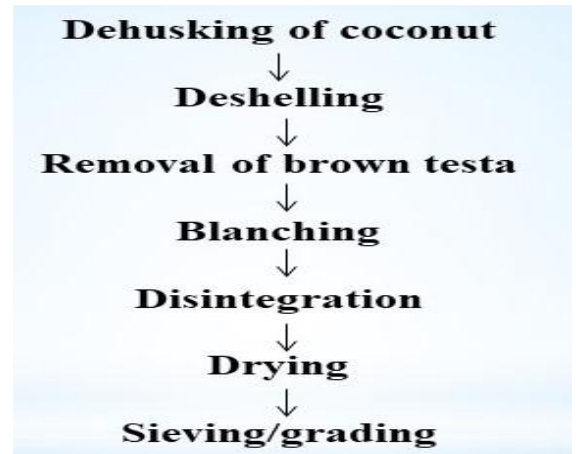 Dehusking of coconut
↓
Deshelling
↓
Removal of brown testa
↓
Blanching
↓
Disintegration
↓
Drying
↓
Sieving/grading